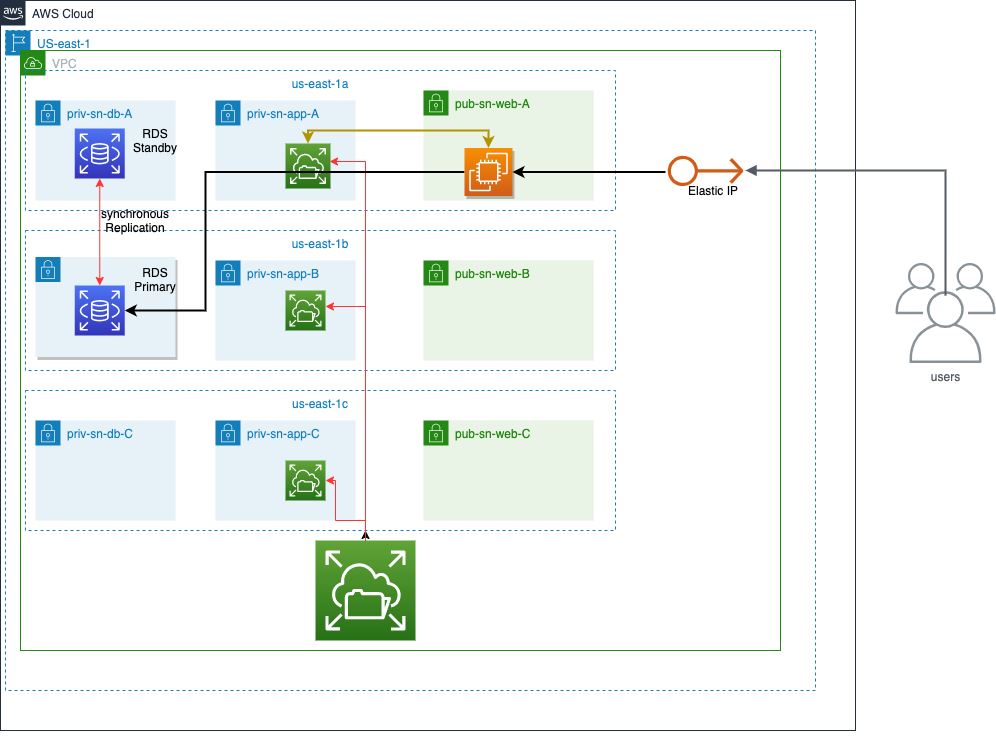 aws
AWS Cloud
US-east-1
VPC
us-east-1a
priv-sn-db-A
priv-sn-app-A
pub-sn-web-A
RDS
Standby
Elastic IP
synchronous
Replication
us-east-1b
priv-sn-app-B
pub-sn-web-B
RDS
Primary
users
us-east-1c
priv-sn-db-C
priv-sn-app-C
pub-sn-web-C